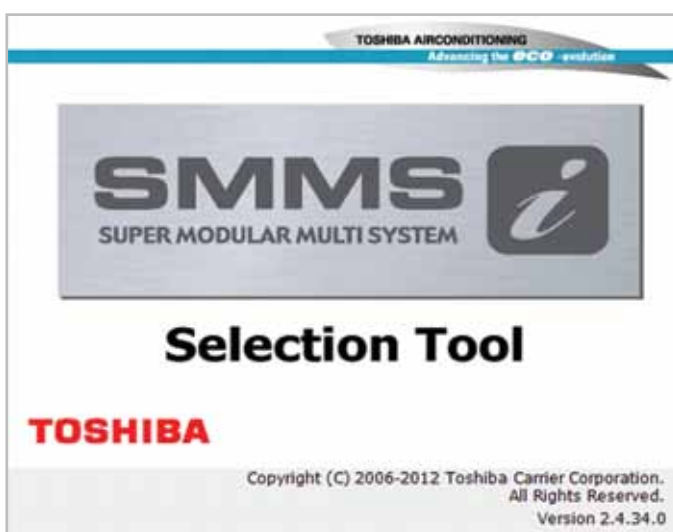 TOSHIBA AIRCONDITIONING
Advancing the eco-evolution
SMMS i
SUPER MODULAR MULTI SYSTEM
Selection Tool
TOSHIBA
Copyright (C) 2006-2012 Toshiba Carrier Corporation.
All Rights Reserved.
Version 2.4.34.0